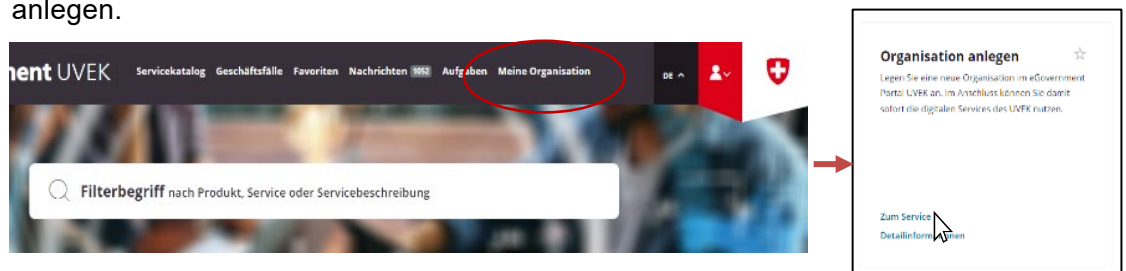 anlegen.
nent UVEK Servicekatalog Geschäftsfälle Favoriten Nachrichten 1052 Aufgaben Meine Organisation DE
Filterbegriff nach Produkt, Service oder Servicebeschreibung
Organisation anlegen
Legen Sie eine neue Organisation im eGovernment
Portal UVEK an. Im Anschluss können Sie damit
sofort die digitalen Services des UVEK nutzen.
Zum Service
Detailinformationen